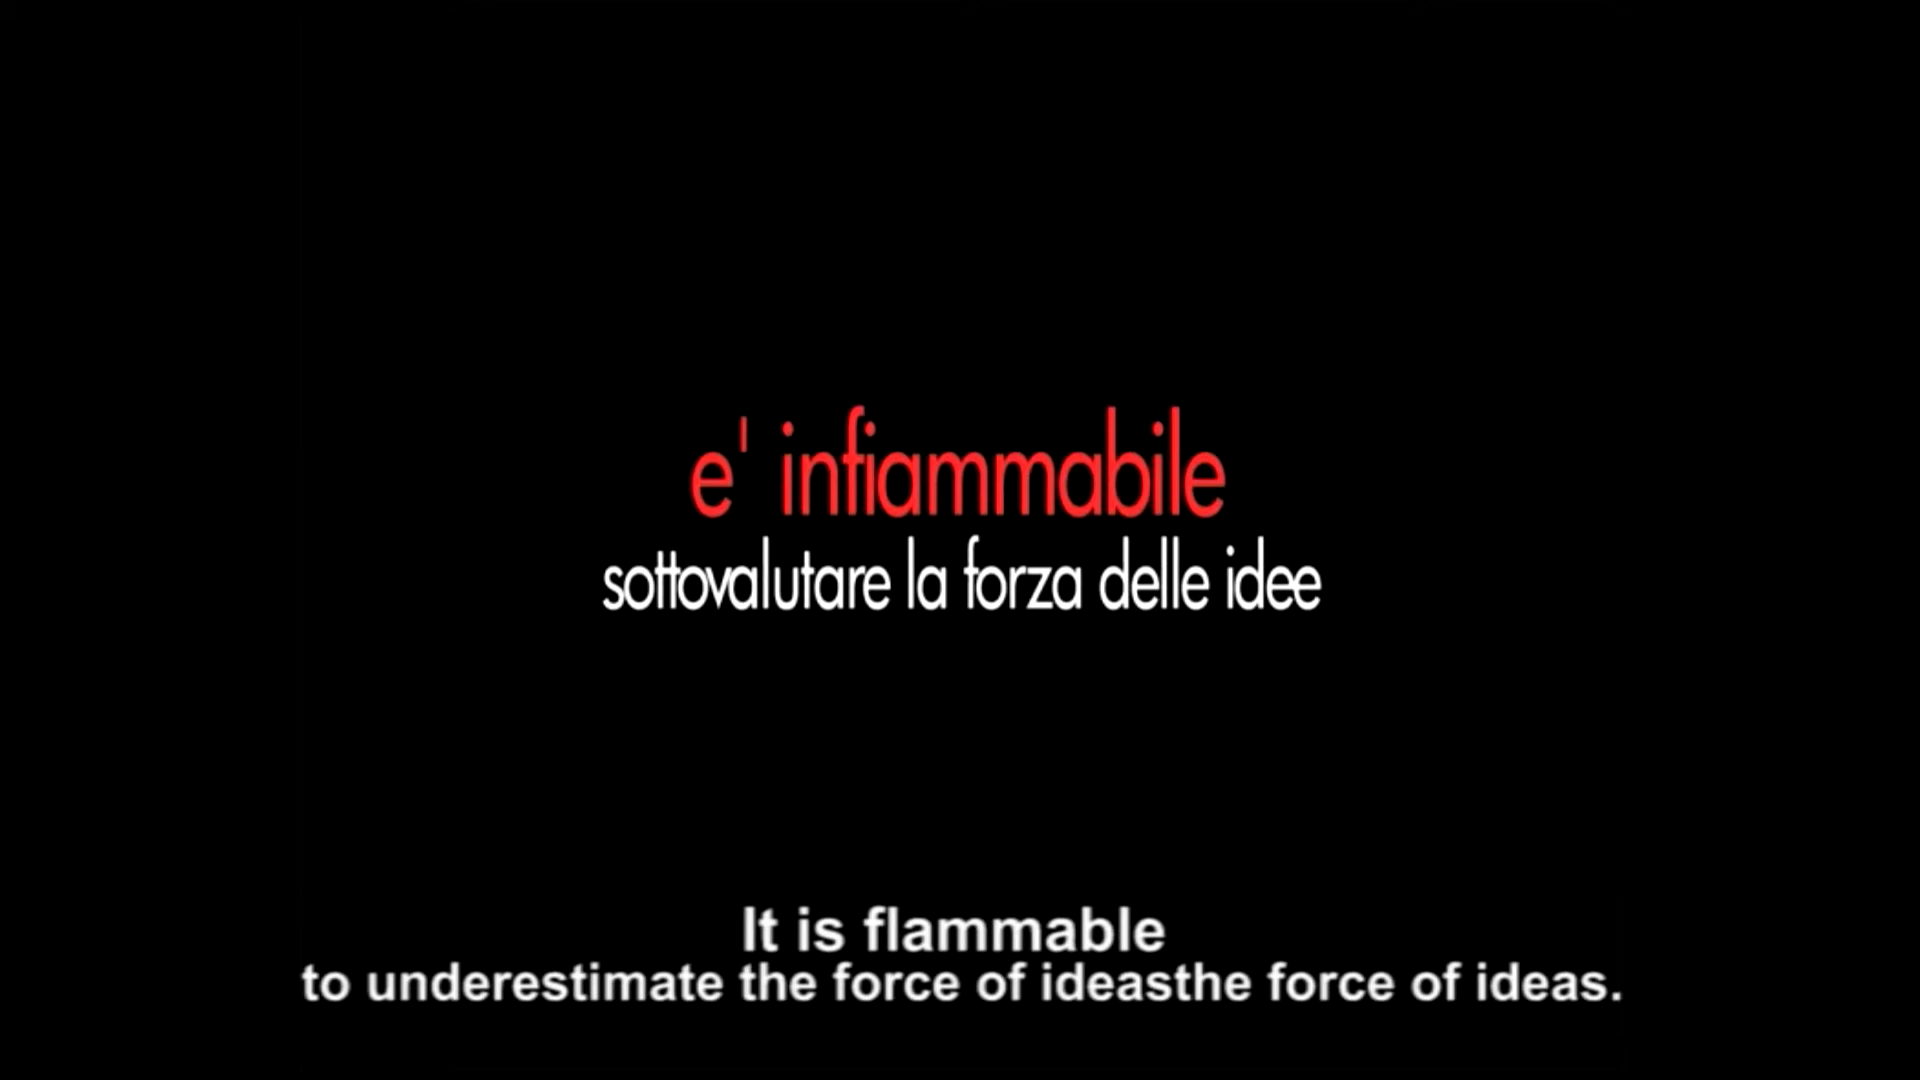 e' infiammabile
sottovalutare la forza delle idee
It is flammable
to underestimate the force of ideasthe force of ideas.